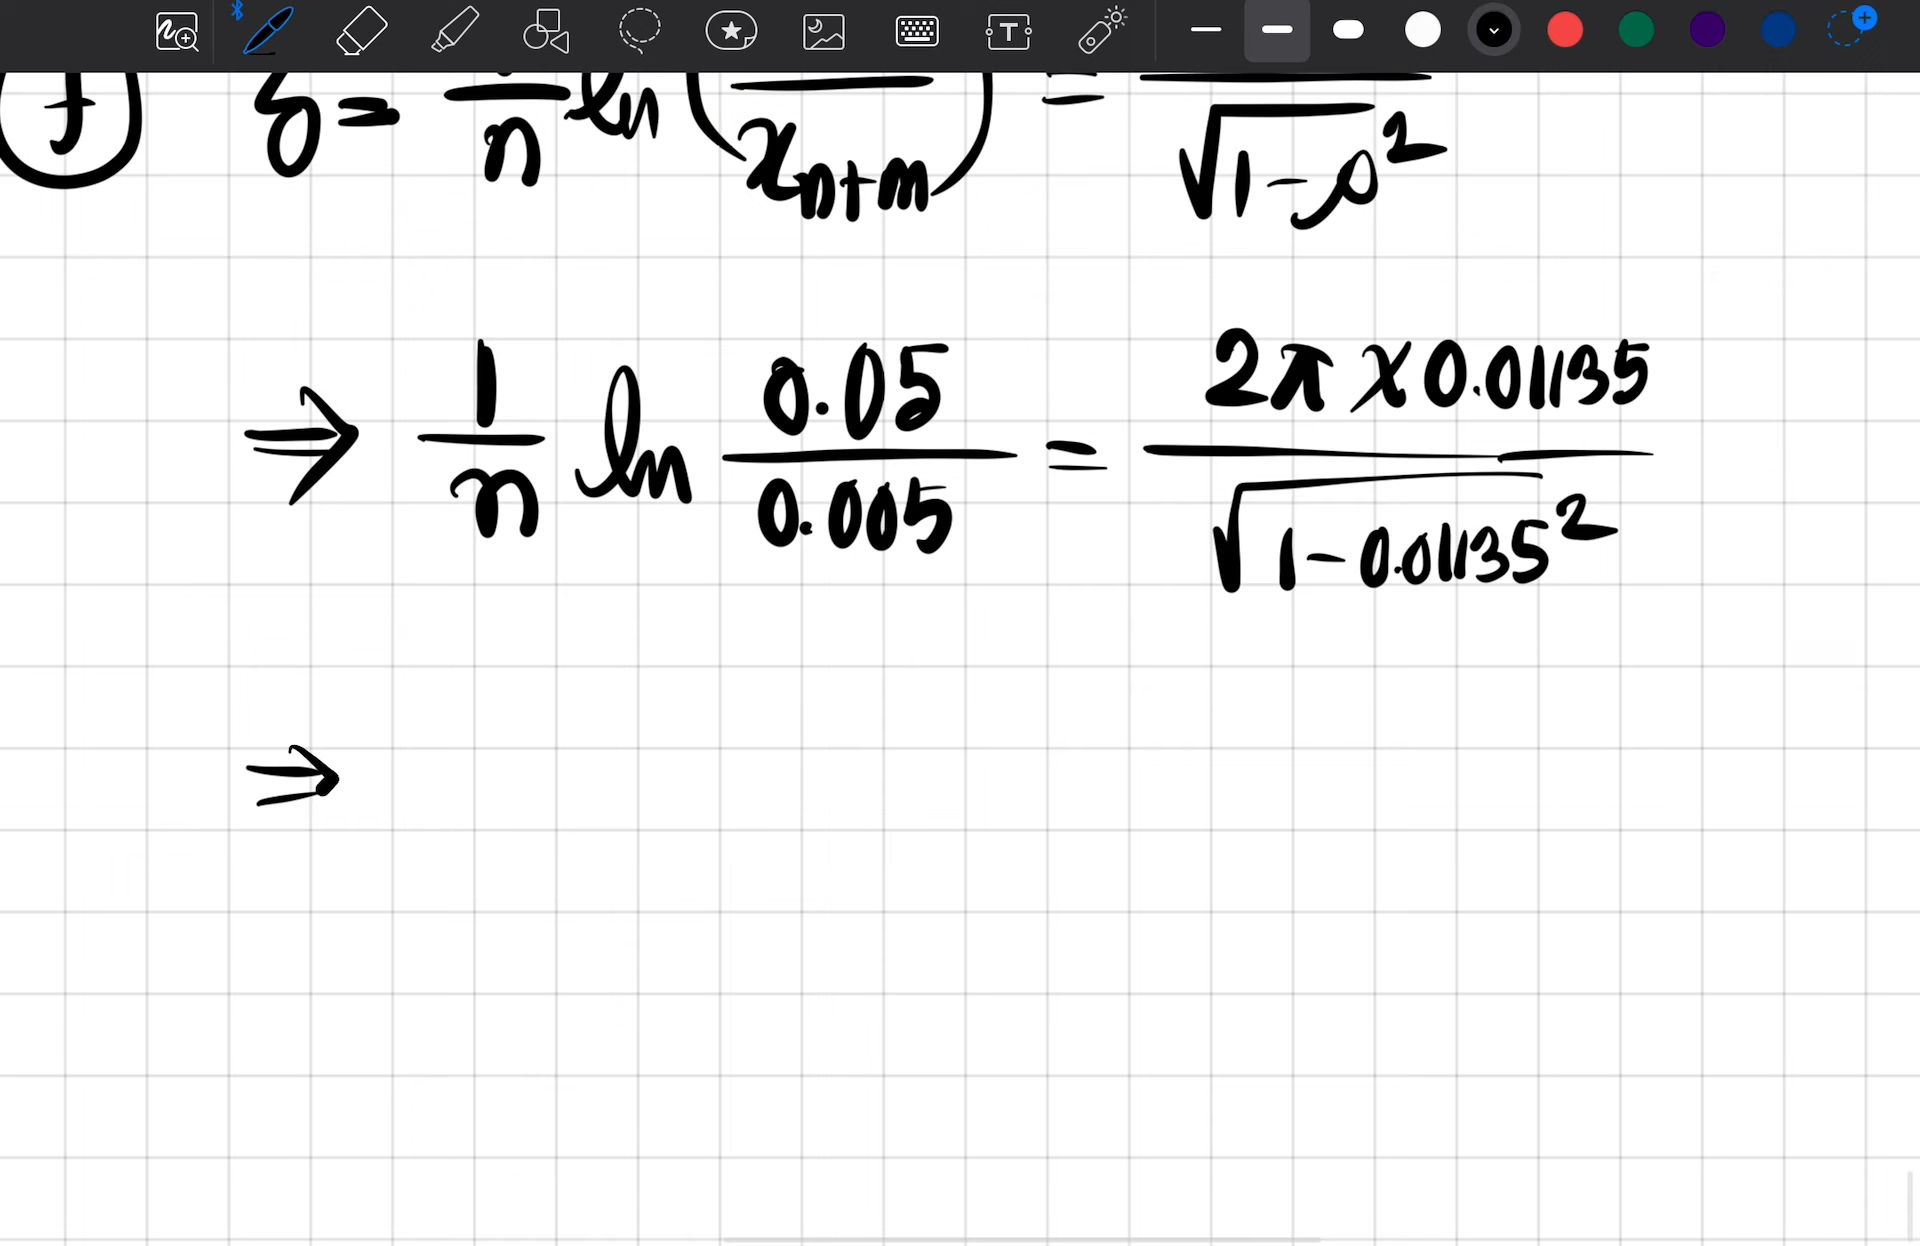 f δ = 1/n ln ( / x_{n+m} ) = / √1-ρ²
⇒ 1/n ln 0.05/0.005 = 2π × 0.01135 / √1-0.01135²
⇒